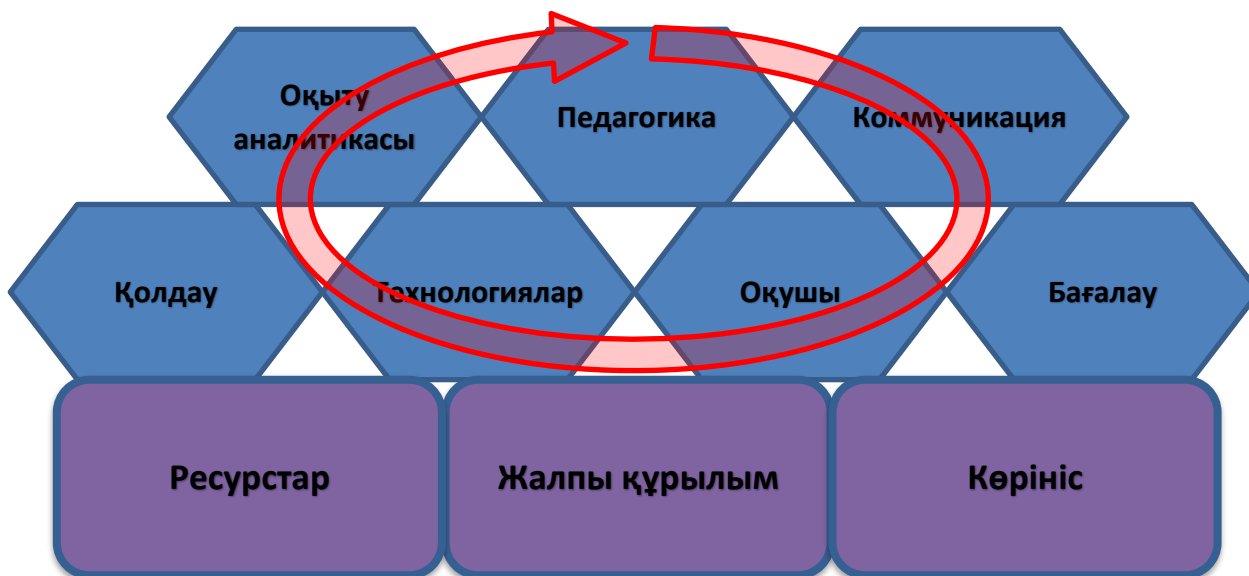 Оқыту
аналитикасы
Педагогика
Коммуникация
Қолдау
Технологиялар
Оқушы
Бағалау
Ресурстар
Жалпы құрылым
Көрініс